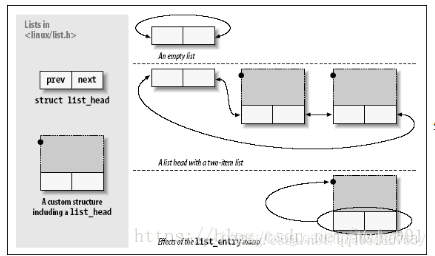 Lists in
<linux/list.h>
prev next
struct list_head
A custom structure
including a list_head
An empty list
A list head with a two-item list
Effects of the list_entry macro
https://blog.csdn.net/